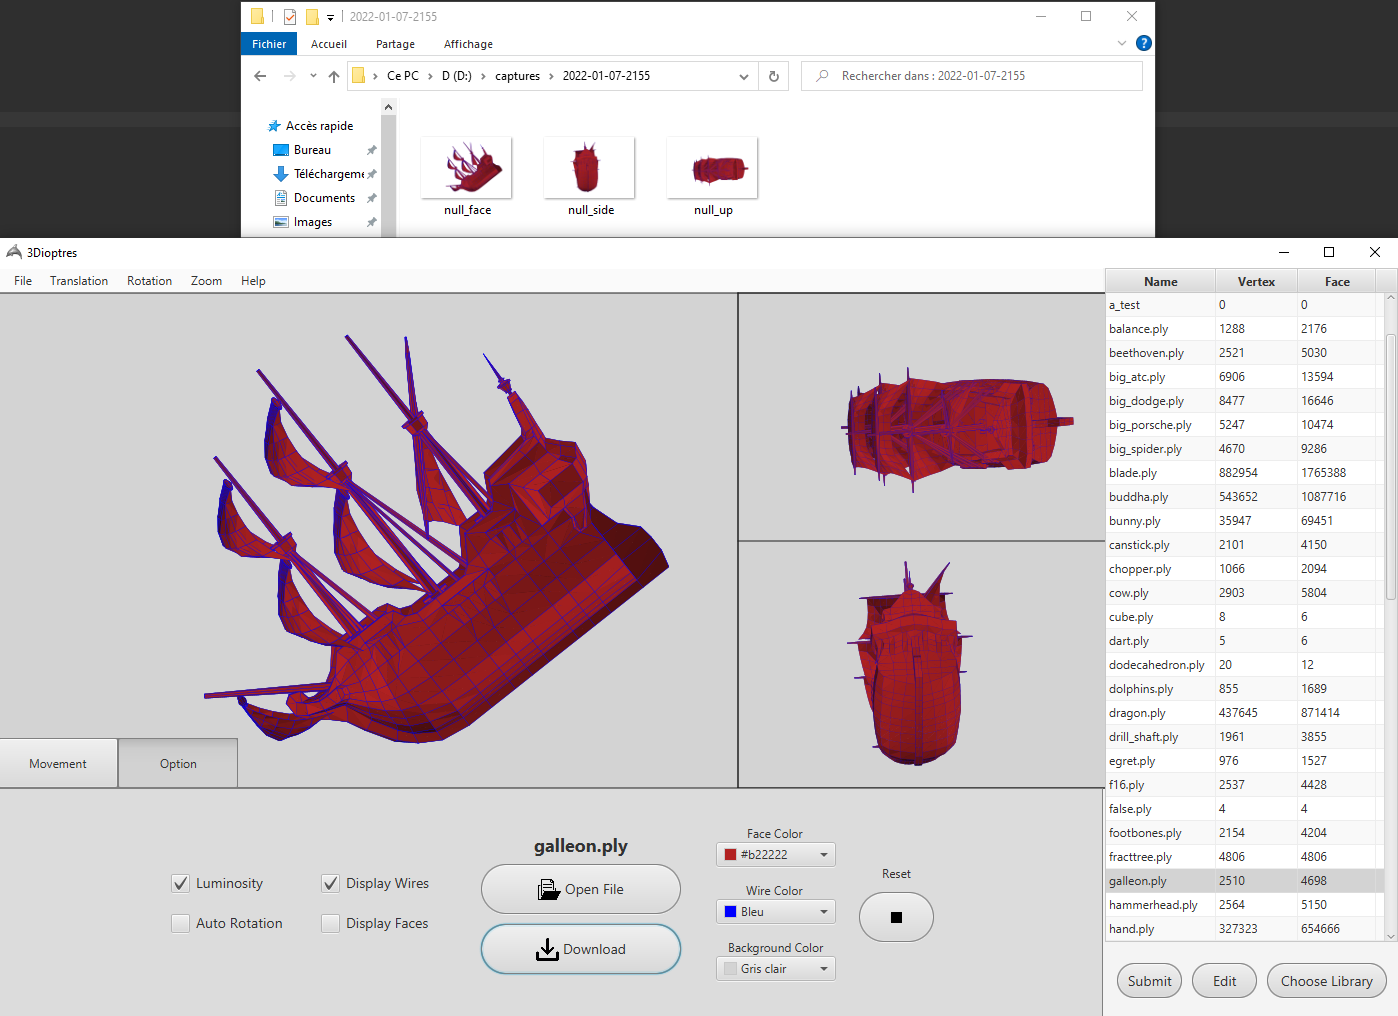 2022-01-07-2155
Fichier Accueil Partage Affichage
Ce PC D (D:) captures 2022-01-07-2155
Rechercher dans : 2022-01-07-2155
Accès rapide
Bureau
Téléchargeme
Documents
Images
null_face null_side null_up
3Dioptres
File Translation Rotation Zoom Help
Name Vertex Face
a_test 0 0
balance.ply 1288 2176
beethoven.ply 2521 5030
big_atc.ply 6906 13594
big_dodge.ply 8477 16646
big_porsche.ply 5247 10474
big_spider.ply 4670 9286
blade.ply 882954 1765388
buddha.ply 543652 1087716
bunny.ply 35947 69451
canstick.ply 2101 4150
chopper.ply 1066 2094
cow.ply 2903 5804
cube.ply 8 6
dart.ply 5 6
dodecahedron.ply 20 12
dolphins.ply 855 1689
dragon.ply 437645 871414
drill_shaft.ply 1961 3855
egret.ply 976 1527
f16.ply 2537 4428
false.ply 4 4
footbones.ply 2154 4204
fracttree.ply 4806 4806
galleon.ply 2510 4698
hammerhead.ply 2564 5150
hand.ply 327323 654666
Movement Option
Luminosity Display Wires
Auto Rotation Display Faces
galleon.ply
Open File
Download
Face Color
#b22222
Wire Color
Bleu
Background Color
Gris clair
Reset
Submit Edit Choose Library